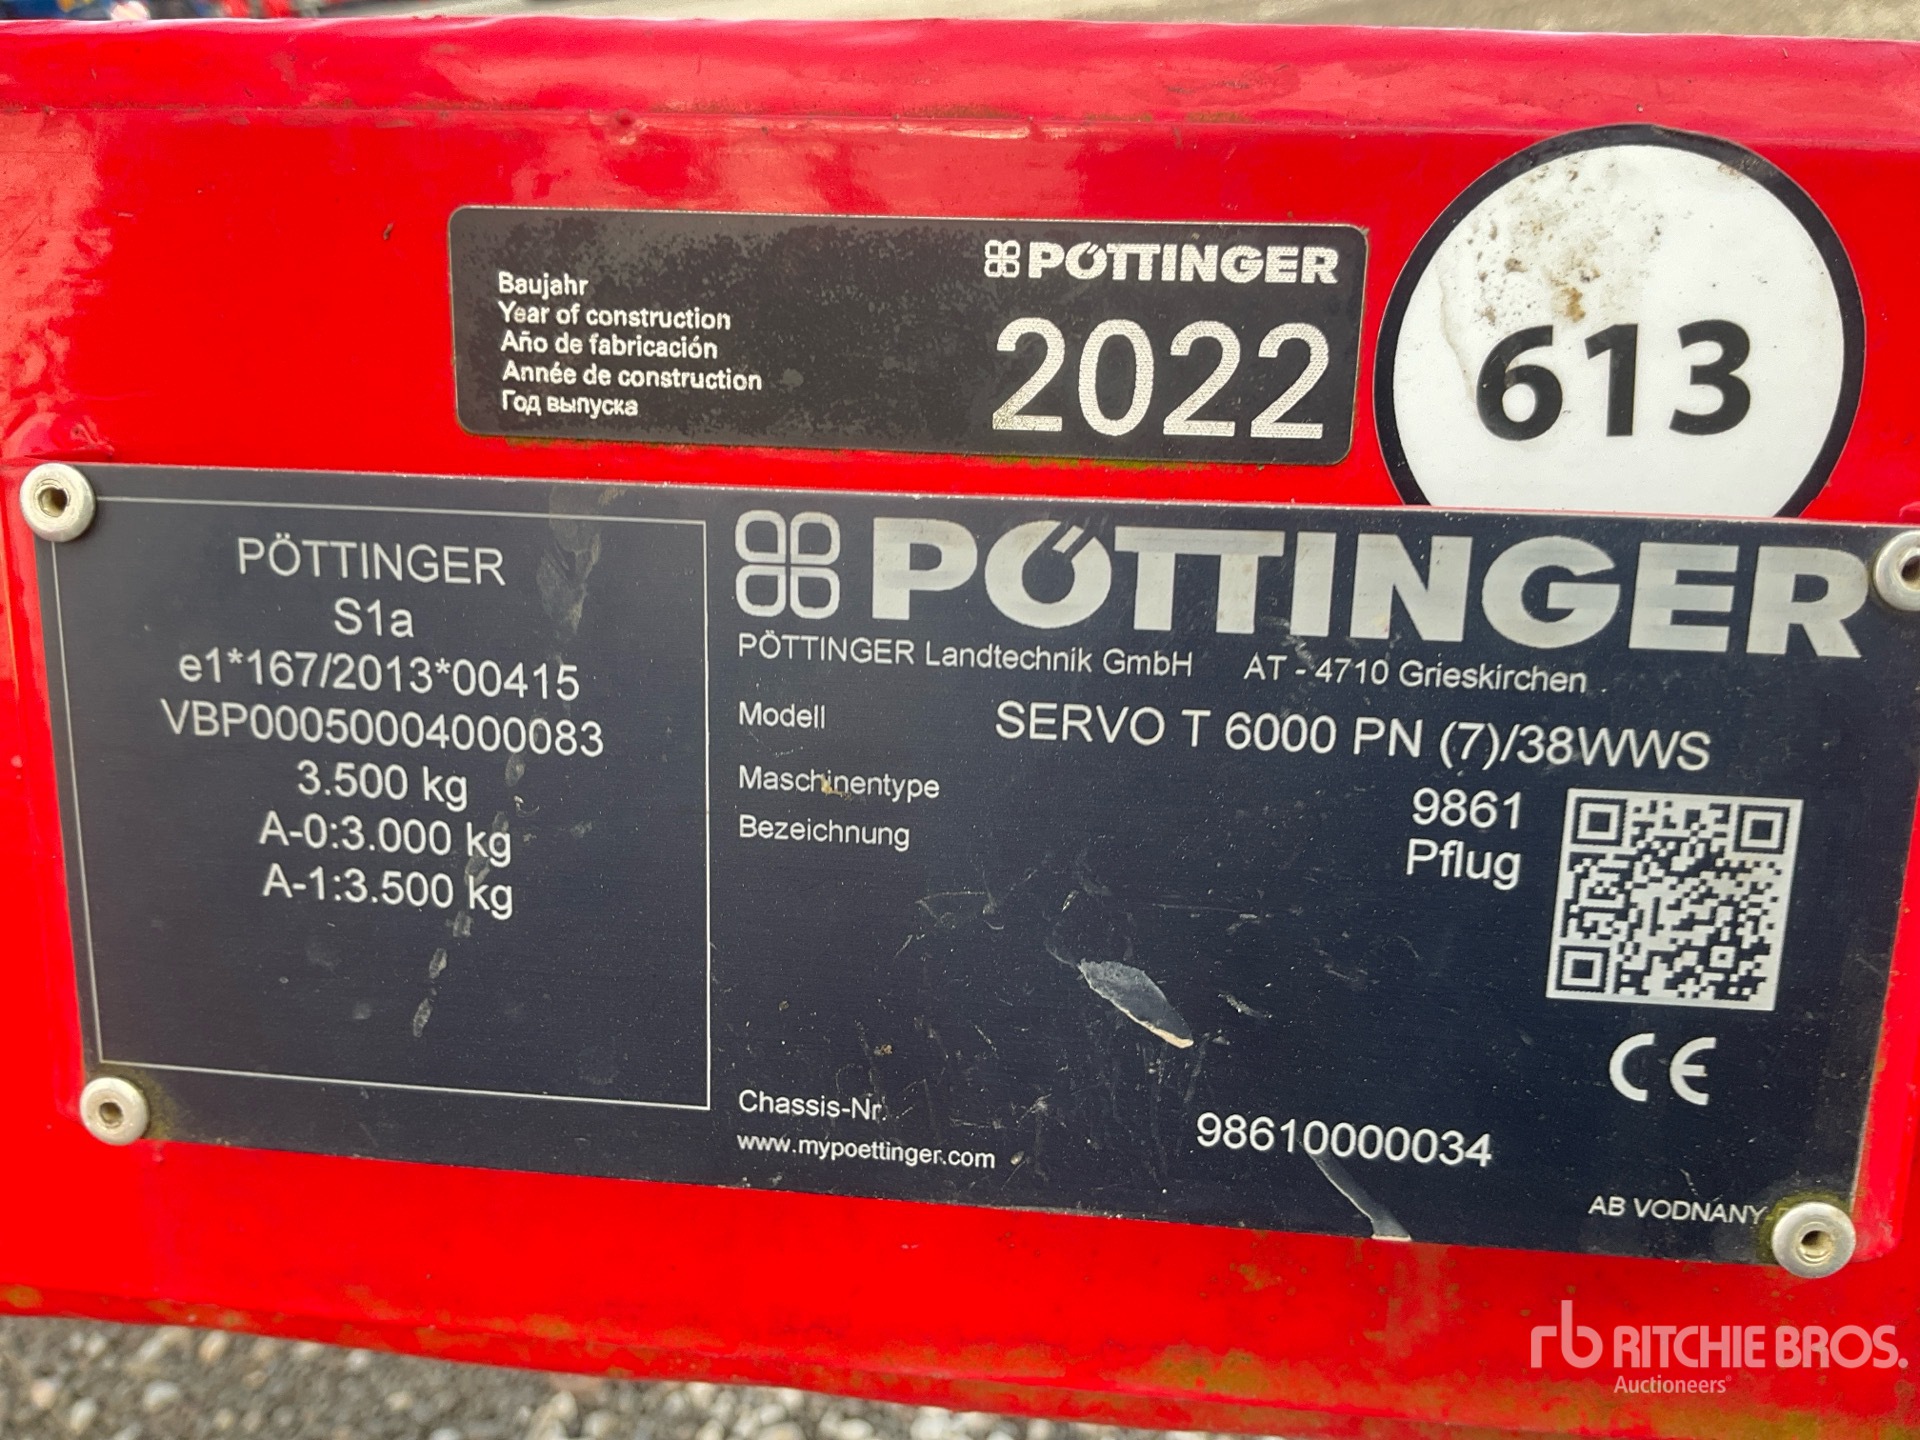 PÖTTINGER
Baujahr
Year of construction
Año de fabricación
Année de construction
Год выпуска
2022
613
PÖTTINGER
S1a
e1*167/2013*00415
VBP00050004000083
3.500 kg
A-0:3.000 kg
A-1:3.500 kg
PÖTTINGER
PÖTTINGER Landtechnik GmbH AT - 4710 Grieskirchen
Modell SERVO T 6000 PN (7)/38WWS
Maschinentype 9861
Bezeichnung Pflug
CE
Chassis-Nr. 98610000034
www.mypoettinger.com
AB VODNANY
rb RITCHIE BROS.
Auctioneers